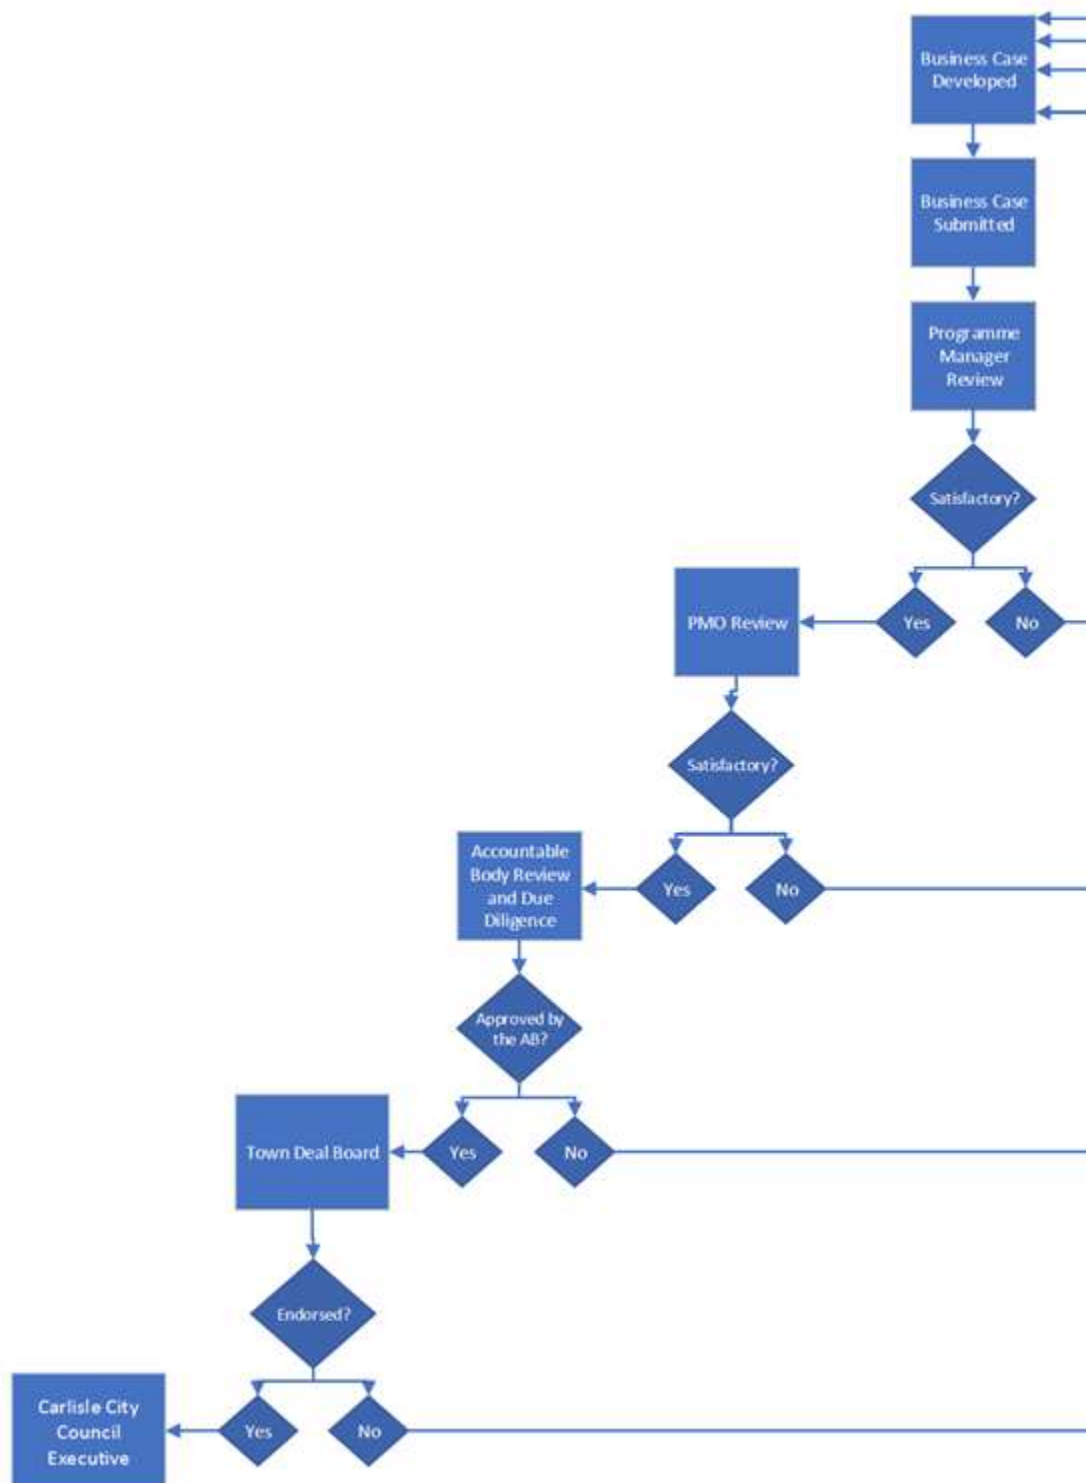 Business Case
Developed
Business Case
Submitted
Programme
Manager
Review
Satisfactory?
Yes
No
PMO Review
Satisfactory?
Yes
No
Accountable
Body Review
and Due
Diligence
Approved by
the AB?
Yes
No
Town Deal Board
Endorsed?
Yes
No
Carlisle City
Council
Executive